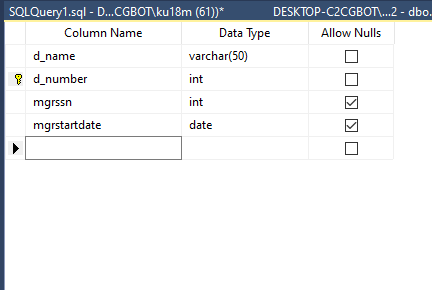 SQLQuery1.sql - D...CGBOT\ku18m (61))* DESKTOP-C2CGBOT\...2 - dbo.
Column Name Data Type Allow Nulls
d_name varchar(50)
d_number int
mgrssn int
mgrstartdate date